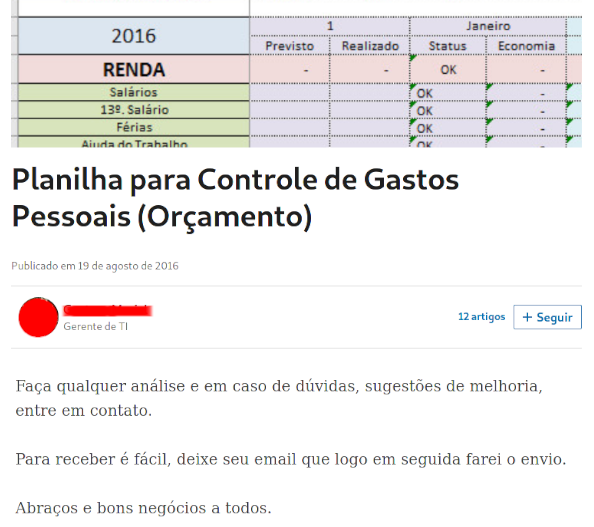 2016
1 Janeiro
Previsto Realizado Status Economia
RENDA - - OK -
Salários OK -
13º. Salário OK -
Férias OK -
Ajuda do Trabalho OK -
Planilha para Controle de Gastos
Pessoais (Orçamento)
Publicado em 19 de agosto de 2016
Gerente de TI
12 artigos + Seguir
Faça qualquer análise e em caso de dúvidas, sugestões de melhoria,
entre em contato.
Para receber é fácil, deixe seu email que logo em seguida farei o envio.
Abraços e bons negócios a todos.